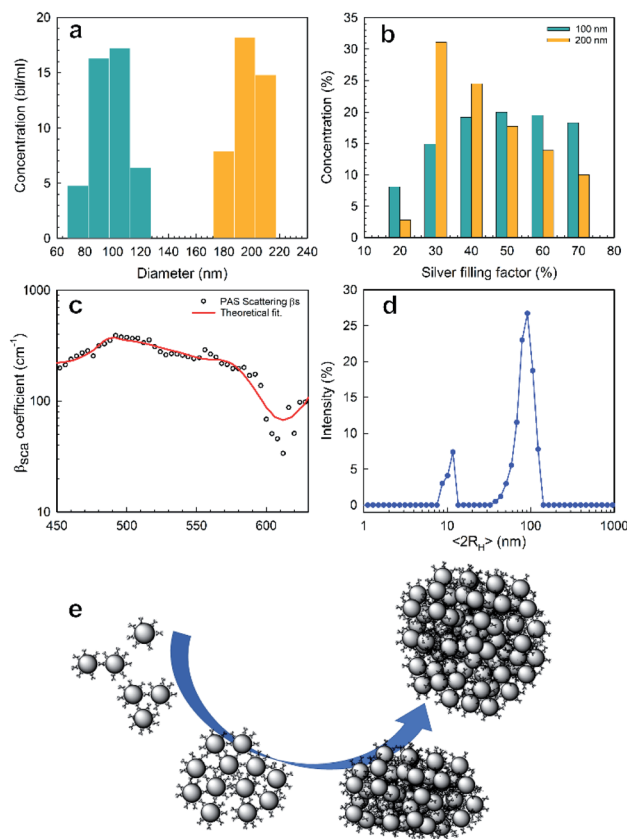 a
Concentration (bil/ml)
20
15
10
5
0
60 80 100 120 140 160 180 200 220 240
Diameter (nm)
b
100 nm
200 nm
Concentration (%)
35
30
25
20
15
10
5
0
10 20 30 40 50 60 70 80
Silver filling factor (%)
c
PAS Scattering βs
Theoretical fit.
βsca coefficient (cm⁻¹)
1000
100
10
450 500 550 600
d
Intensity (%)
30
25
20
15
10
5
0
1 10 100 1000
<2R_H> (nm)
e